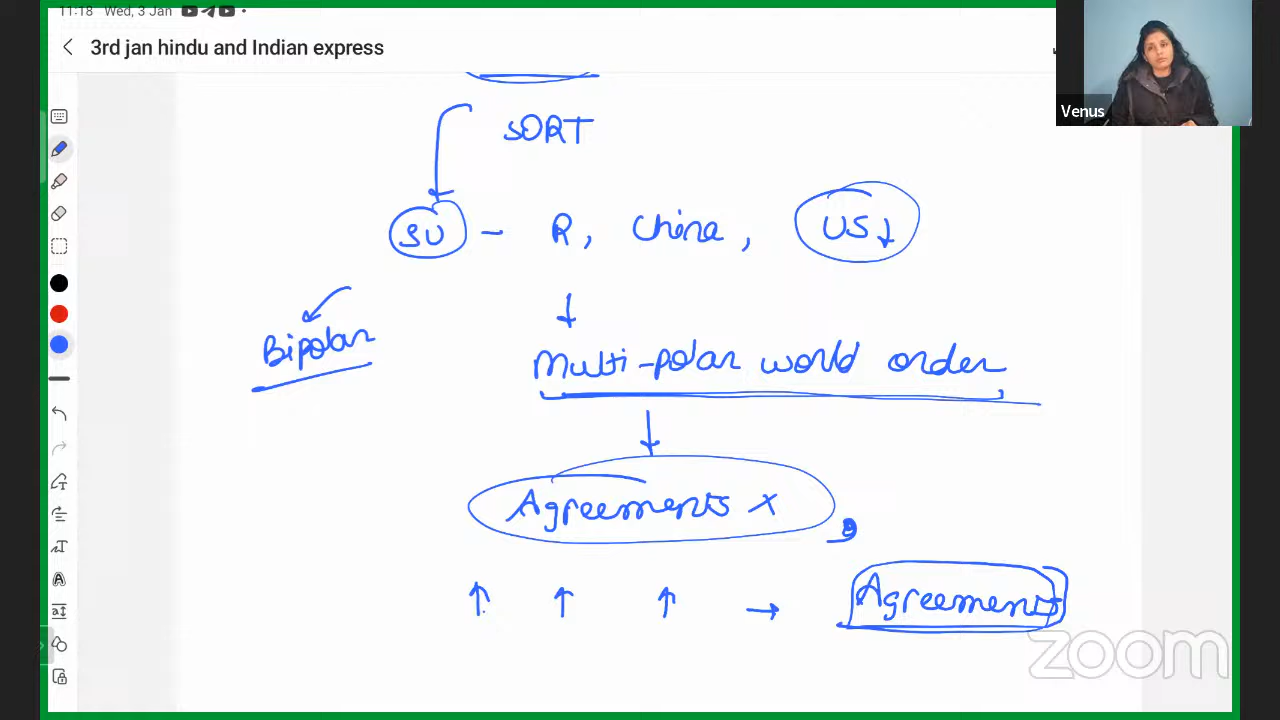 11:18 Wed, 3 Jan
3rd jan hindu and Indian express
Venus
SORT
SU - R, China, US↓
Bipolar
Multi-polar world order
Agreements x
Agreements
zoom